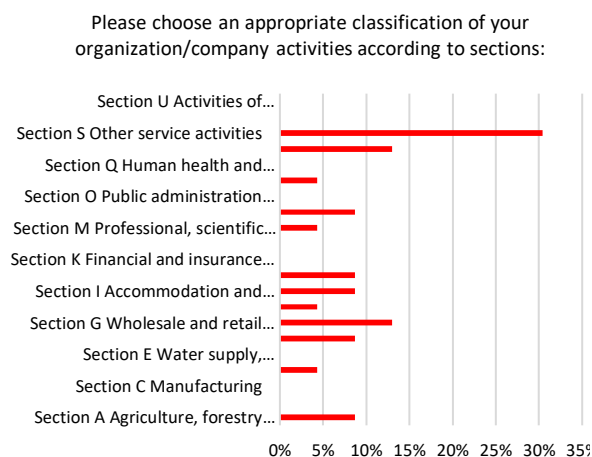 Please choose an appropriate classification of your
organization/company activities according to sections:
Section U Activities of...
Section S Other service activities
Section Q Human health and...
Section O Public administration...
Section M Professional, scientific...
Section K Financial and insurance...
Section I Accommodation and...
Section G Wholesale and retail...
Section E Water supply,...
Section C Manufacturing
Section A Agriculture, forestry...
0% 5% 10% 15% 20% 25% 30% 35%